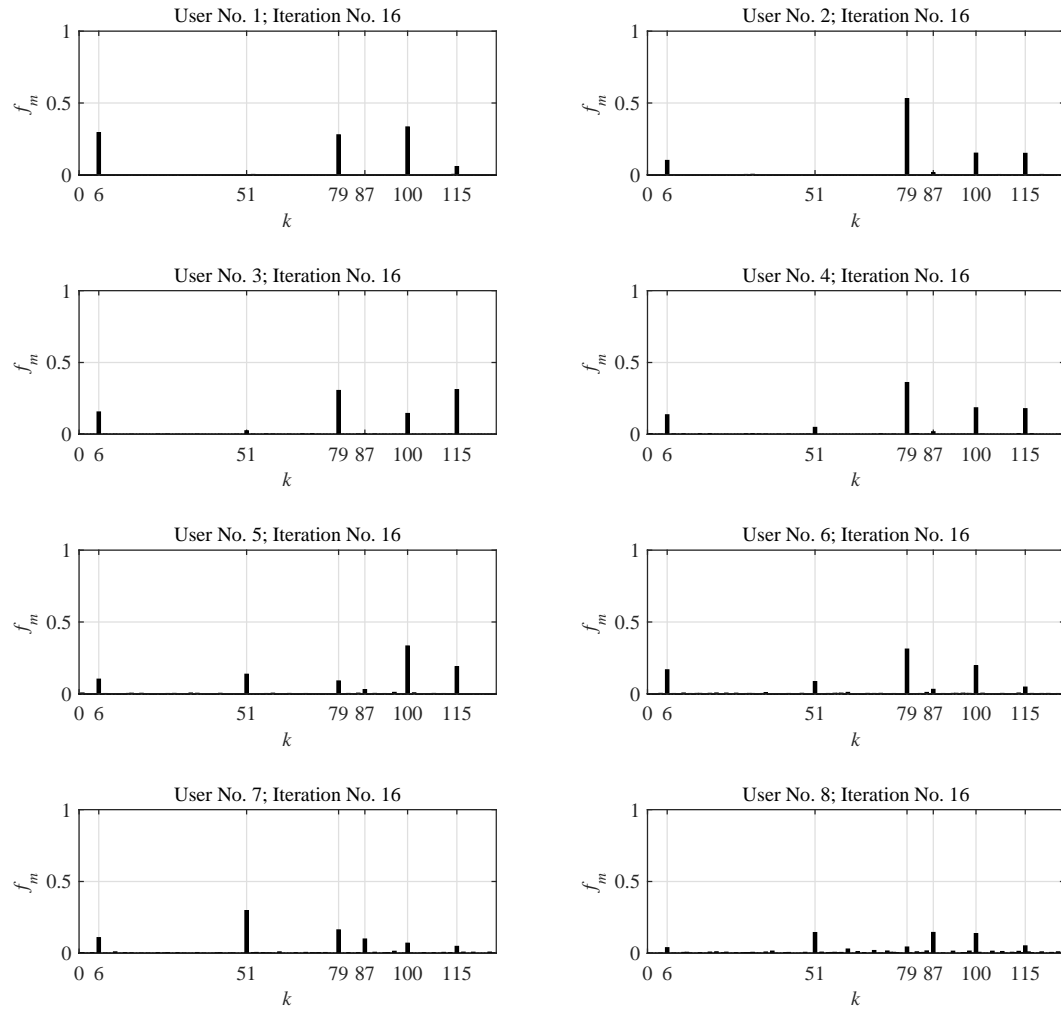 User No. 1; Iteration No. 16
1
0.5
0
f_m
0 6 51 79 87 100 115
k
User No. 2; Iteration No. 16
1
0.5
0
f_m
0 6 51 79 87 100 115
k
User No. 3; Iteration No. 16
1
0.5
0
f_m
0 6 51 79 87 100 115
k
User No. 4; Iteration No. 16
1
0.5
0
f_m
0 6 51 79 87 100 115
k
User No. 5; Iteration No. 16
1
0.5
0
f_m
0 6 51 79 87 100 115
k
User No. 6; Iteration No. 16
1
0.5
0
f_m
0 6 51 79 87 100 115
k
User No. 7; Iteration No. 16
1
0.5
0
f_m
0 6 51 79 87 100 115
k
User No. 8; Iteration No. 16
1
0.5
0
f_m
0 6 51 79 87 100 115
k